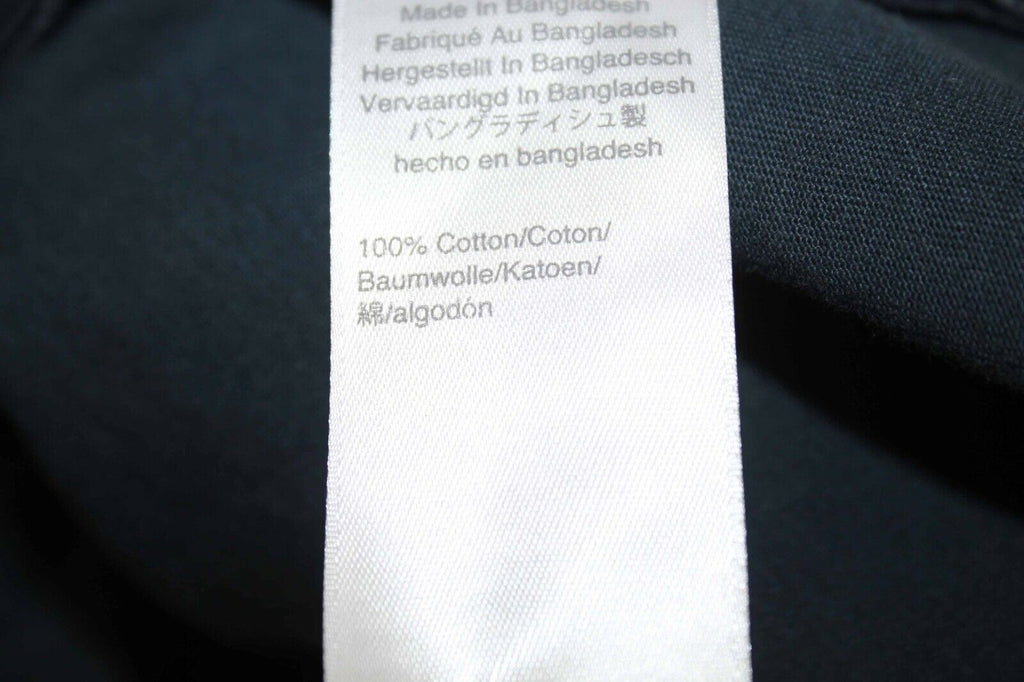 Made In Bangladesh
Fabriqué Au Bangladesh
Hergestellt In Bangladesch
Vervaardigd In Bangladesh
バングラディシュ製
hecho en bangladesh
100% Cotton/Coton/
Baumwolle/Katoen/
綿/algodón